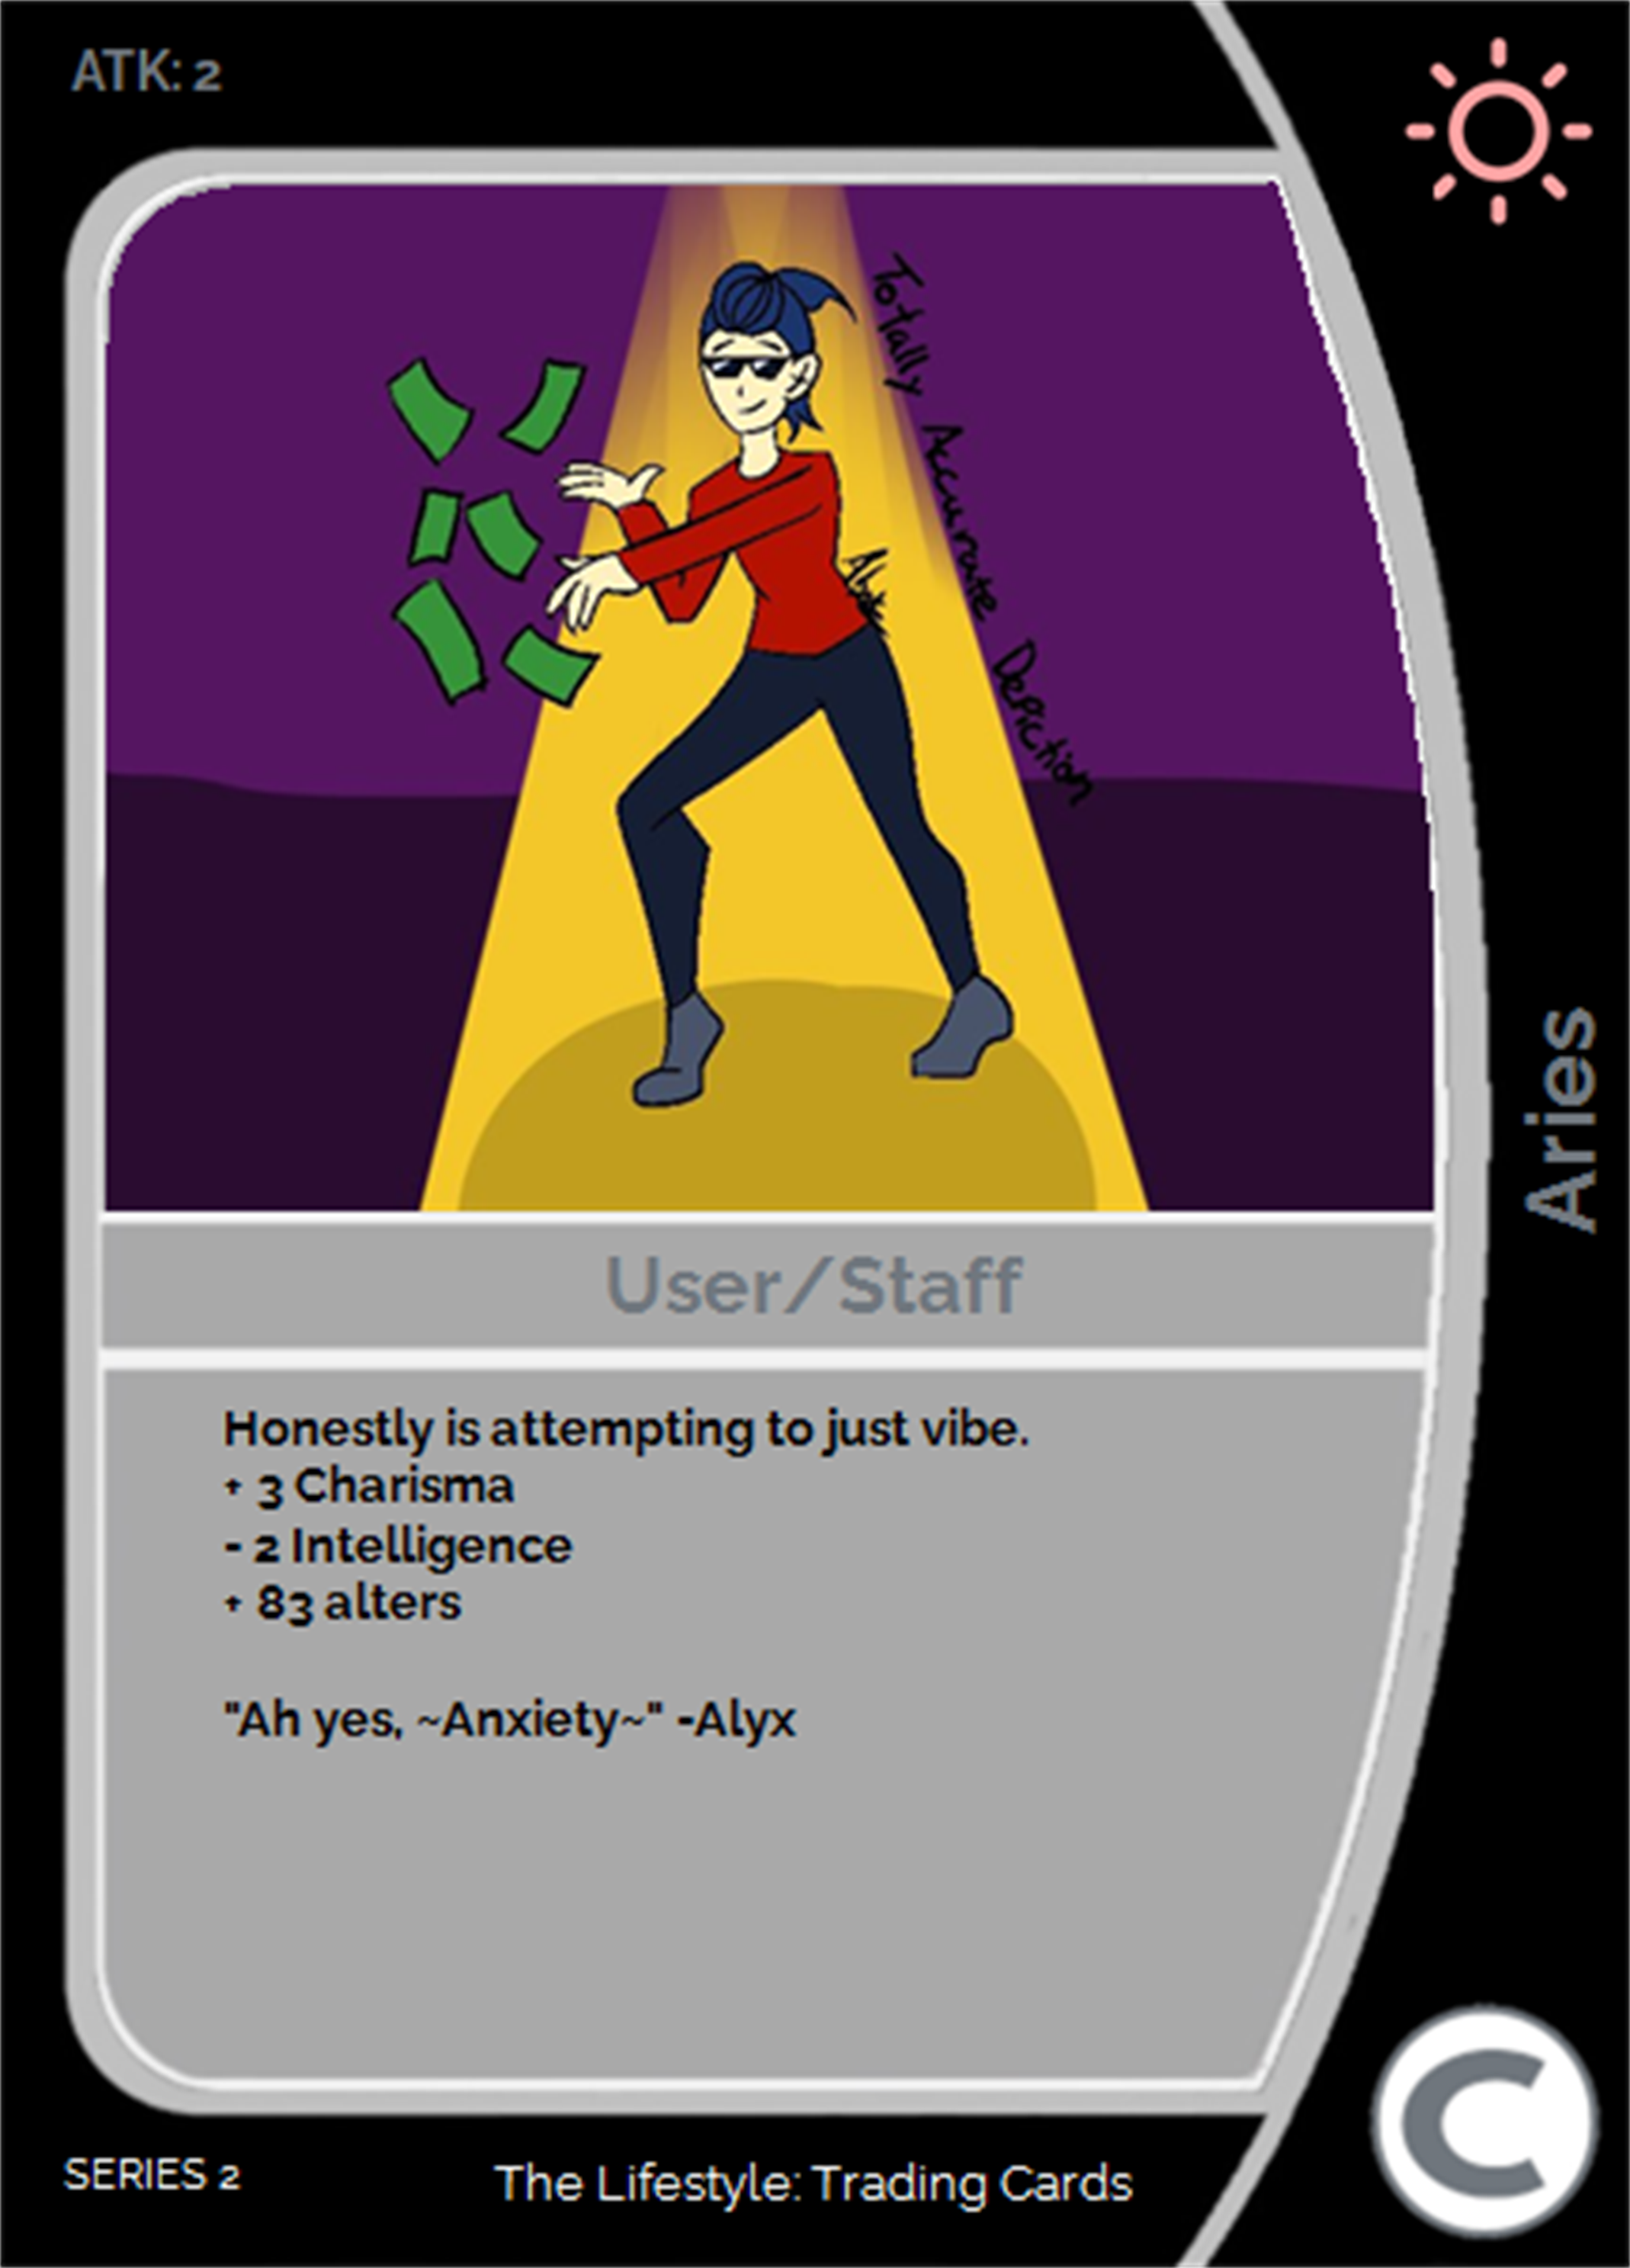 ATK: 2
Totally Accurate Depiction
Aries
User/Staff
Honestly is attempting to just vibe.
+ 3 Charisma
- 2 Intelligence
+ 83 alters
"Ah yes, ~Anxiety~" -Alyx
C
SERIES 2
The Lifestyle: Trading Cards